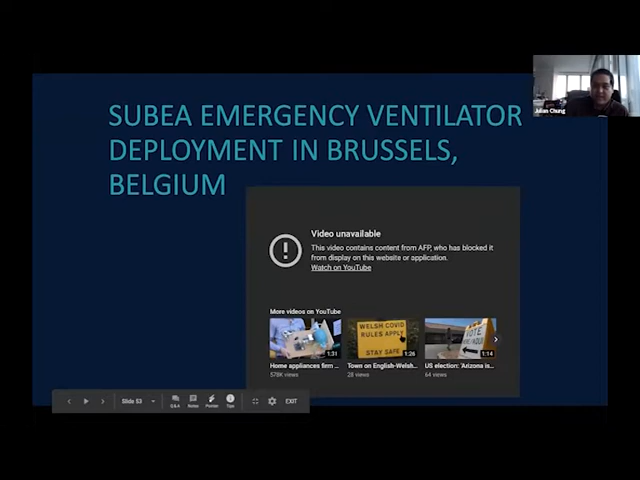 SUBEA EMERGENCY VENTILATOR
DEPLOYMENT IN BRUSSELS,
BELGIUM
Julian Chung
Video unavailable
This video contains content from AFP, who has blocked it
from display on this website or application.
Watch on YouTube
More videos on YouTube
WELSH COVID
RULES APPLY
STAY SAFE
VOTE
1:31
1:26
1:14
Home appliances firm ...
Town on English-Welsh...
US election: 'Arizona is...
578K views
28 views
64 views
Slide 53
Q&A
Notes
Pointer
Tips
EXIT